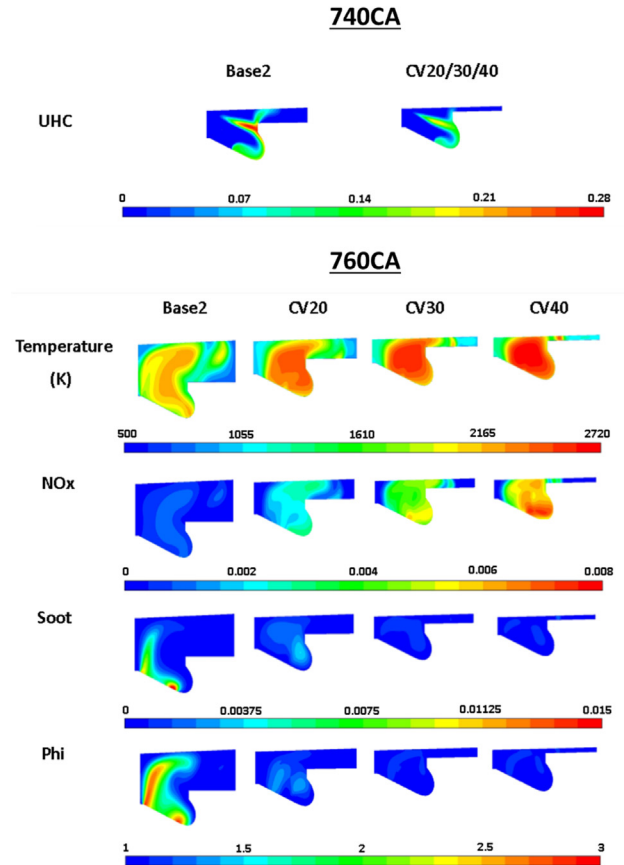 740CA
Base2 CV20/30/40
UHC
0 0.07 0.14 0.21 0.28
760CA
Base2 CV20 CV30 CV40
Temperature
(K)
500 1055 1610 2165 2720
NOx
0 0.002 0.004 0.006 0.008
Soot
0 0.00375 0.0075 0.01125 0.015
Phi
1 1.5 2 2.5 3